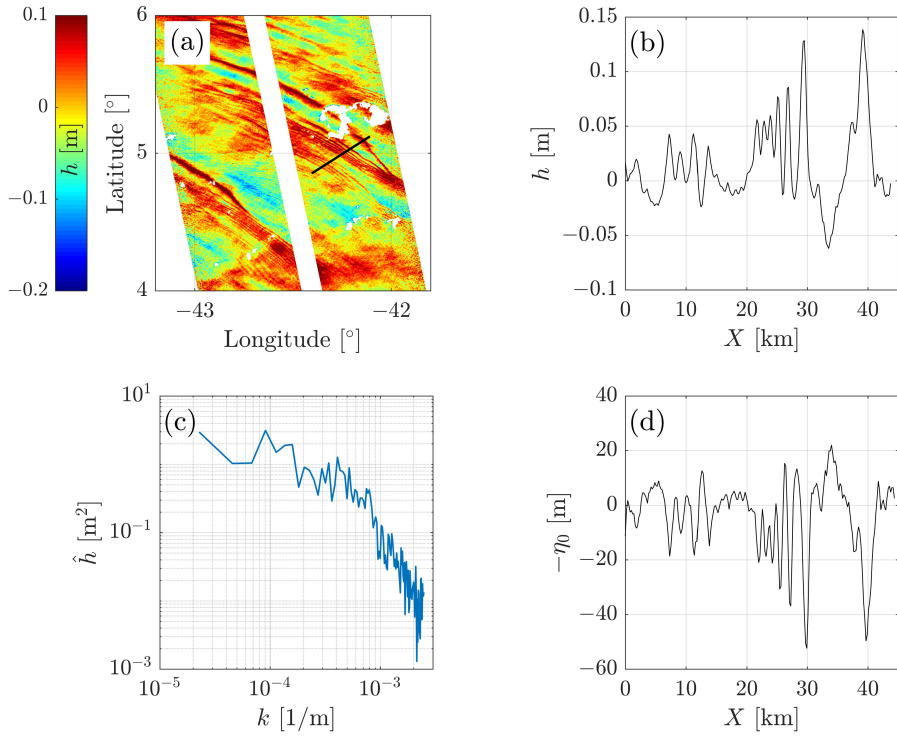 0.1
0
−0.1
−0.2
h [m]
(a)
6
5
4
Latitude [°]
−43
−42
Longitude [°]
(b)
0.15
0.1
0.05
0
−0.05
−0.1
h [m]
0
10
20
30
40
X [km]
(c)
10^1
10^−1
10^−3
ĥ [m²]
10^−5
10^−4
10^−3
k [1/m]
(d)
40
20
0
−20
−40
−60
−η₀ [m]
0
10
20
30
40
X [km]